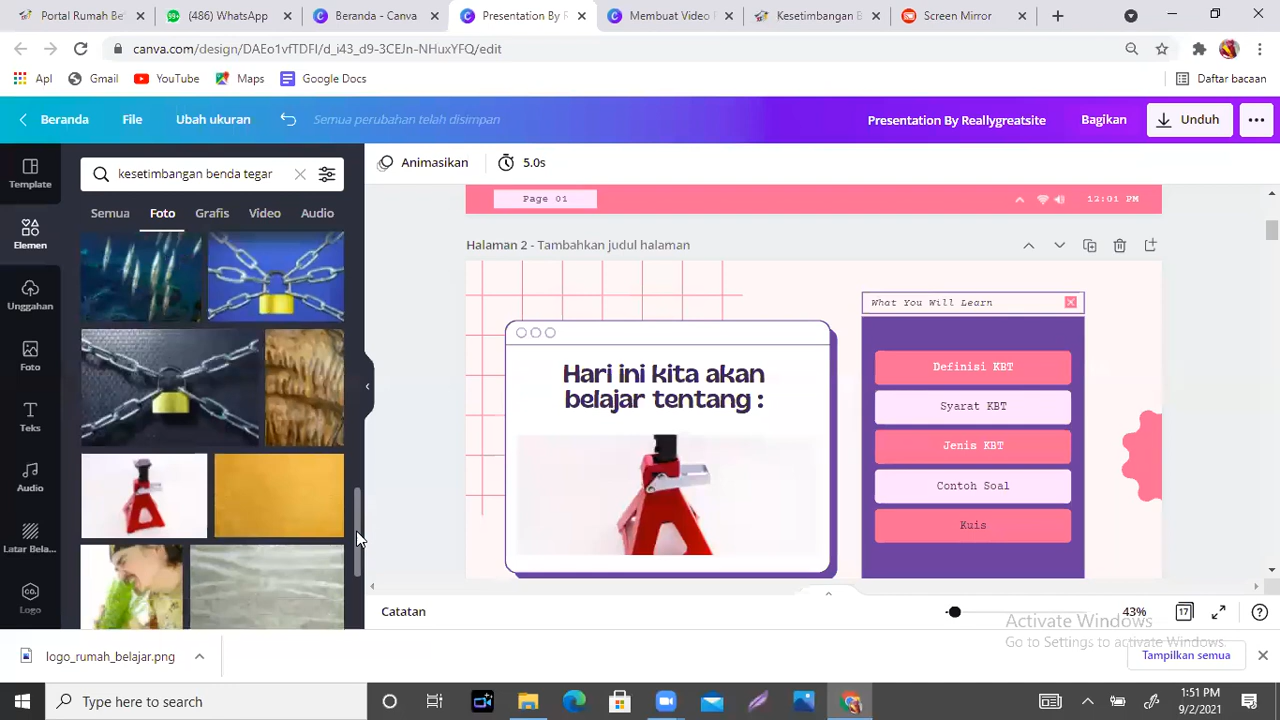 Portal Rumah Be
(486) WhatsApp
Beranda - Canva
Presentation By R
Membuat Video P
Kesetimbangan B
Screen Mirror
canva.com/design/DAEo1vfTDFI/d_i43_d9-3CEJn-NHuxYFQ/edit
Apl
Gmail
YouTube
Maps
Google Docs
Daftar bacaan
Beranda
File
Ubah ukuran
Semua perubahan telah disimpan
Presentation By Reallygreatsite
Bagikan
Unduh
Template
Elemen
Unggahan
Foto
Teks
Audio
Latar Bela...
Logo
kesetimbangan benda tegar
Semua
Foto
Grafis
Video
Audio
Animasikan
5.0s
Page 01
12:01 PM
Halaman 2 - Tambahkan judul halaman
Hari ini kita akan
belajar tentang :
What You Will Learn
Definisi KBT
Syarat KBT
Jenis KBT
Contoh Soal
Kuis
Catatan
43%
17
Activate Windows
Go to Settings to activate Windows.
logo_rumah_belajar.png
Tampilkan semua
Type here to search
1:51 PM
9/2/2021